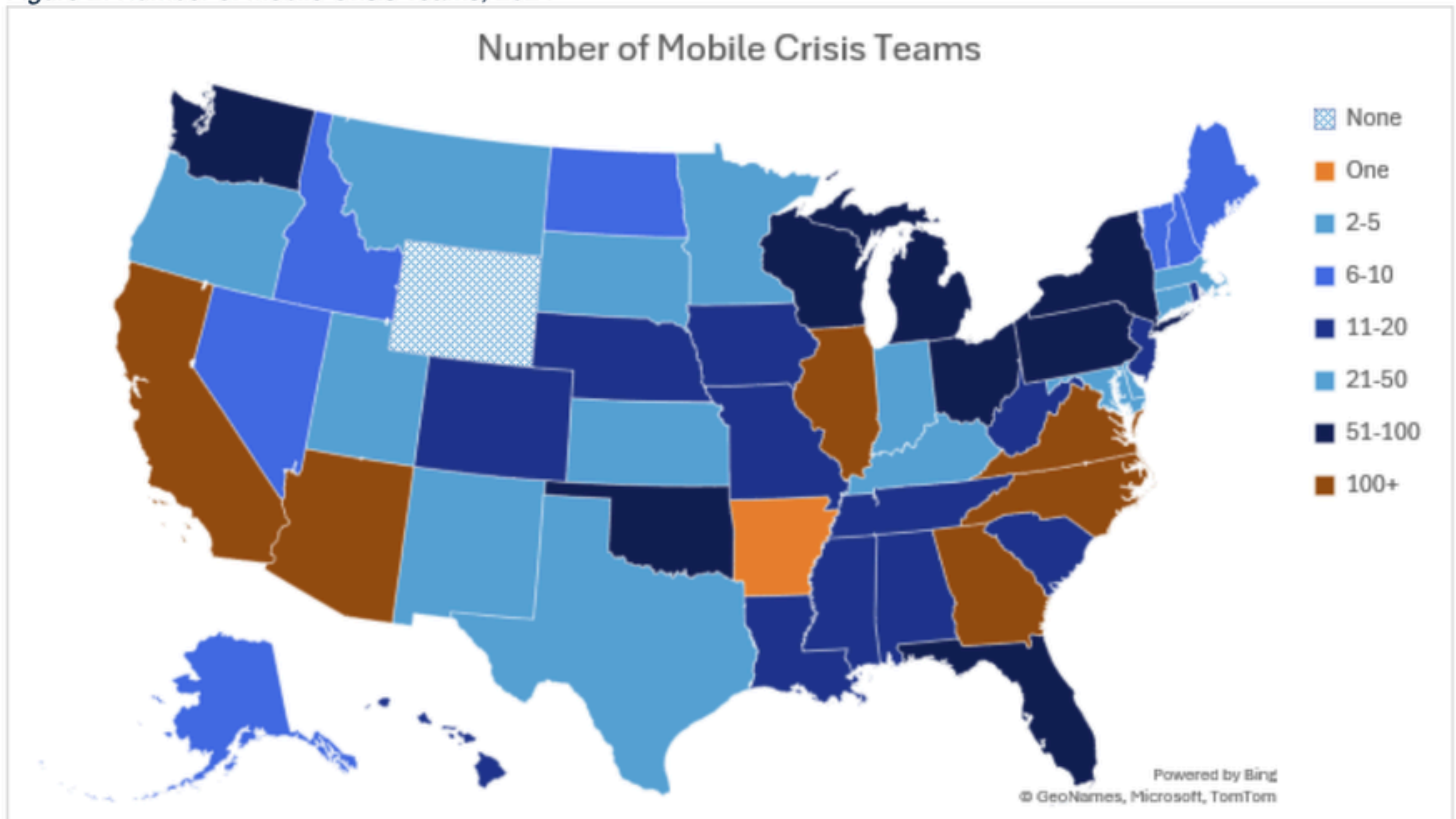 Number of Mobile Crisis Teams
None
One
2-5
6-10
11-20
21-50
51-100
100+
Powered by Bing
© GeoNames, Microsoft, TomTom